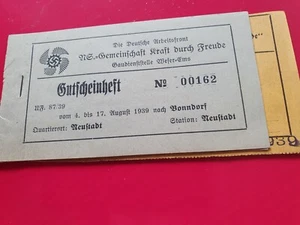 Die Deutsche Arbeitsfront
NS.-Gemeinschaft Kraft durch Freude
Gaudienststelle Weser-Ems
Gutscheinheft
No 00162
UF. 87/39
vom 4. bis 17. August 1939 nach Bonndorf
Quartierort: Neustadt
Station: Neustadt